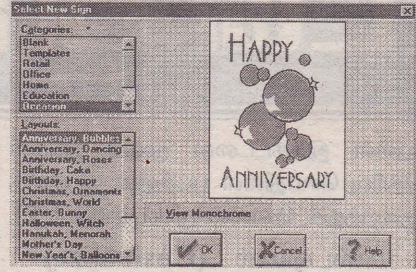 Select New Sign
Categories:
Blank
Templates
Retail
Office
Home
Education
Occasion
Layouts:
Anniversary, Bubbles
Anniversary, Dancing
Anniversary, Roses
Birthday, Cake
Birthday, Happy
Christmas, Ornaments
Christmas, World
Easter, Bunny
Halloween, Witch
Hanukah, Menorah
Mother's Day
New Year's, Balloons
HAPPY
ANNIVERSARY
View Monochrome
OK
Cancel
Help